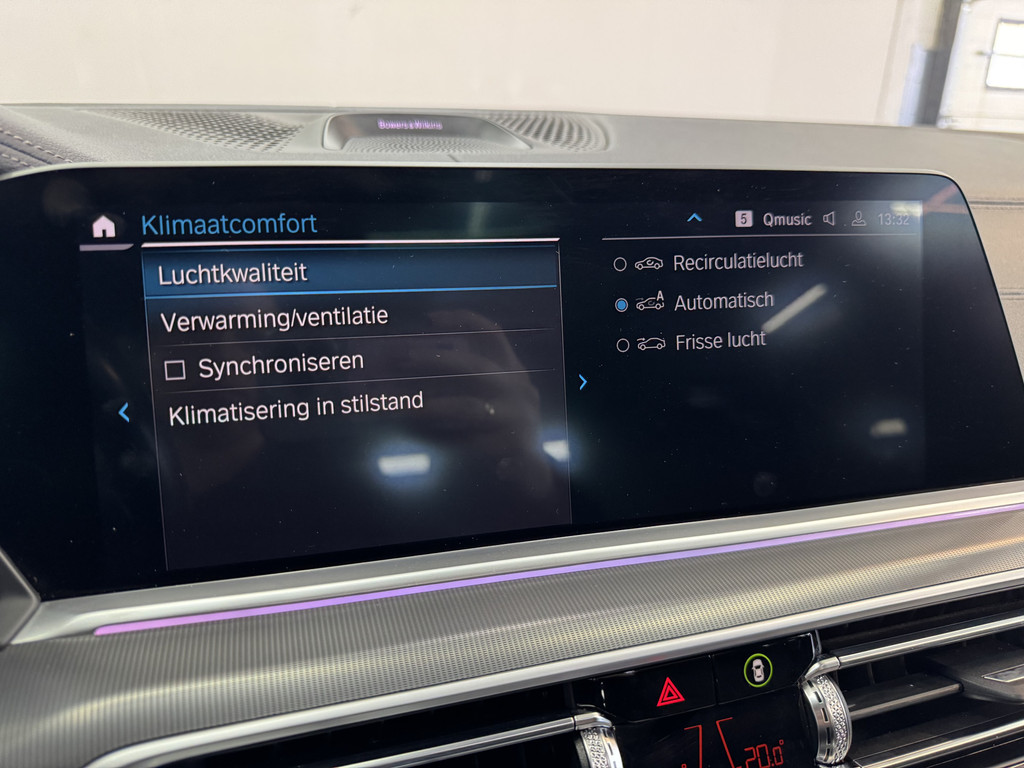 Bowers & Wilkins
Klimaatcomfort
5 Qmusic 13:32
Luchtkwaliteit
Verwarming/ventilatie
Synchroniseren
Klimatisering in stilstand
Recirculatielucht
Automatisch
Frisse lucht
20.0°